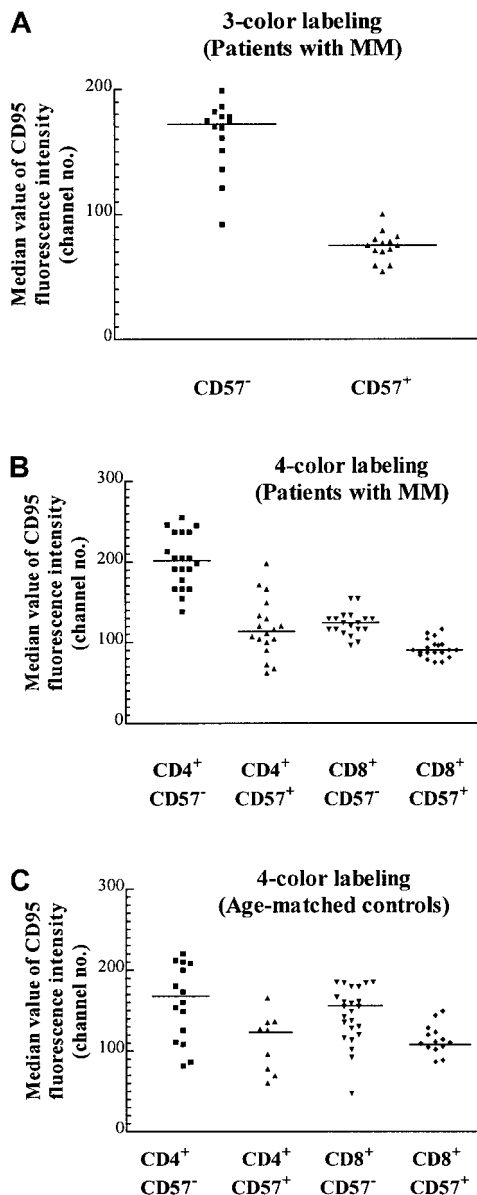 A
3-color labeling
(Patients with MM)
Median value of CD95
fluorescence intensity
(channel no.)
200
100
0
CD57-
CD57+
B
4-color labeling
(Patients with MM)
Median value of CD95
fluorescence intensity
(channel no.)
300
200
100
0
CD4+ CD4+ CD8+ CD8+
CD57- CD57+ CD57- CD57+
C
4-color labeling
(Age-matched controls)
Median value of CD95
fluorescence intensity
(channel no.)
300
200
100
0
CD4+ CD4+ CD8+ CD8+
CD57- CD57+ CD57- CD57+